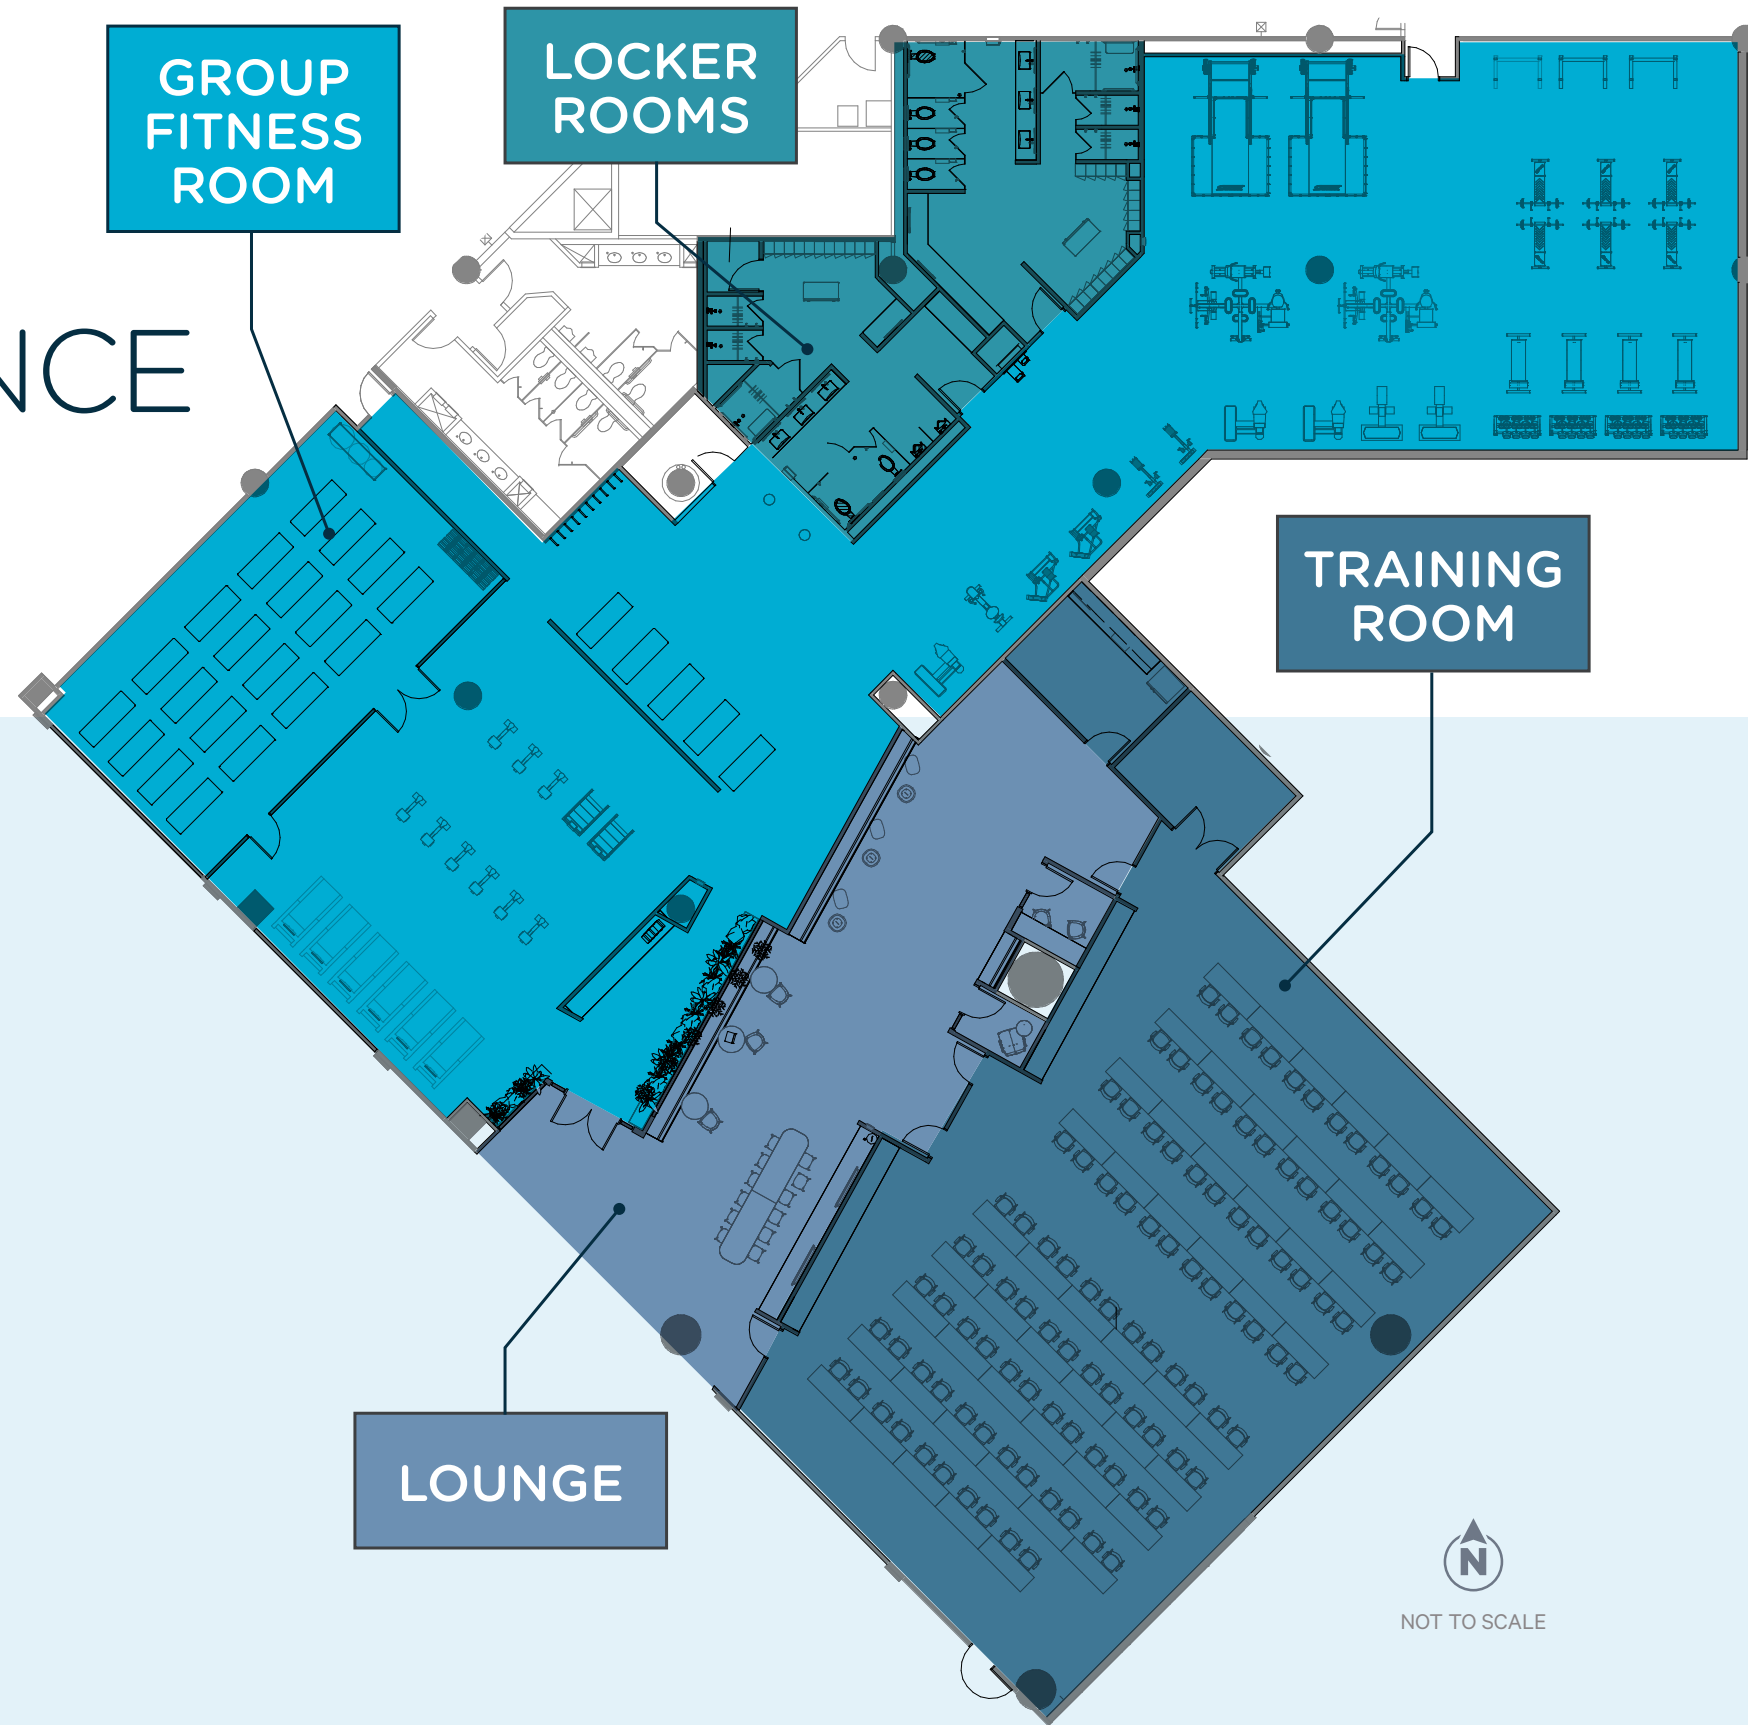 GROUP
FITNESS
ROOM
LOCKER
ROOMS
NCE
TRAINING
ROOM
LOUNGE
N
NOT TO SCALE